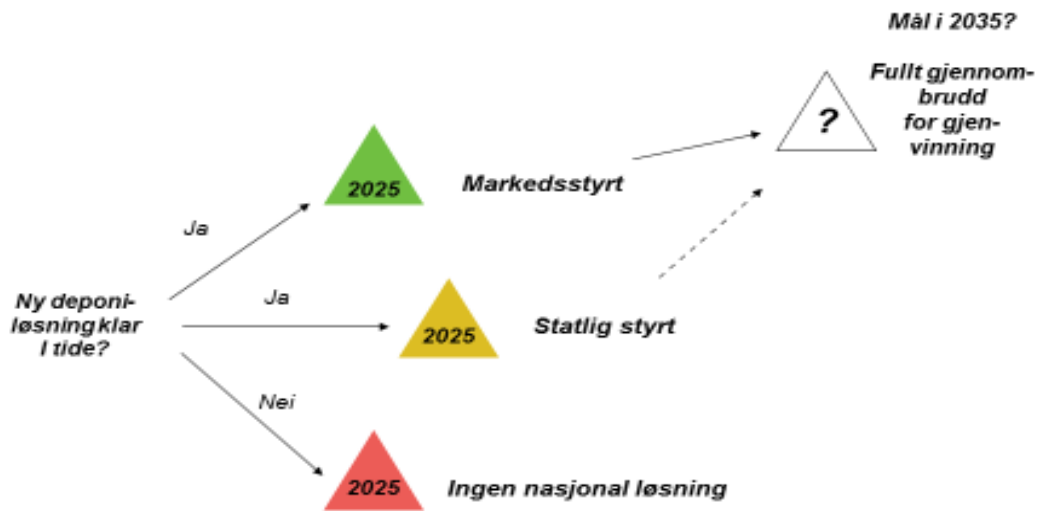 Mål i 2035?
Fullt gjennom-
brudd
for gjen-
vinning
?
2025
Markedsstyrt
Ja
Ja
Ny deponi-
løsning klar
I tide?
2025
Statlig styrt
Nei
2025
Ingen nasjonal løsning